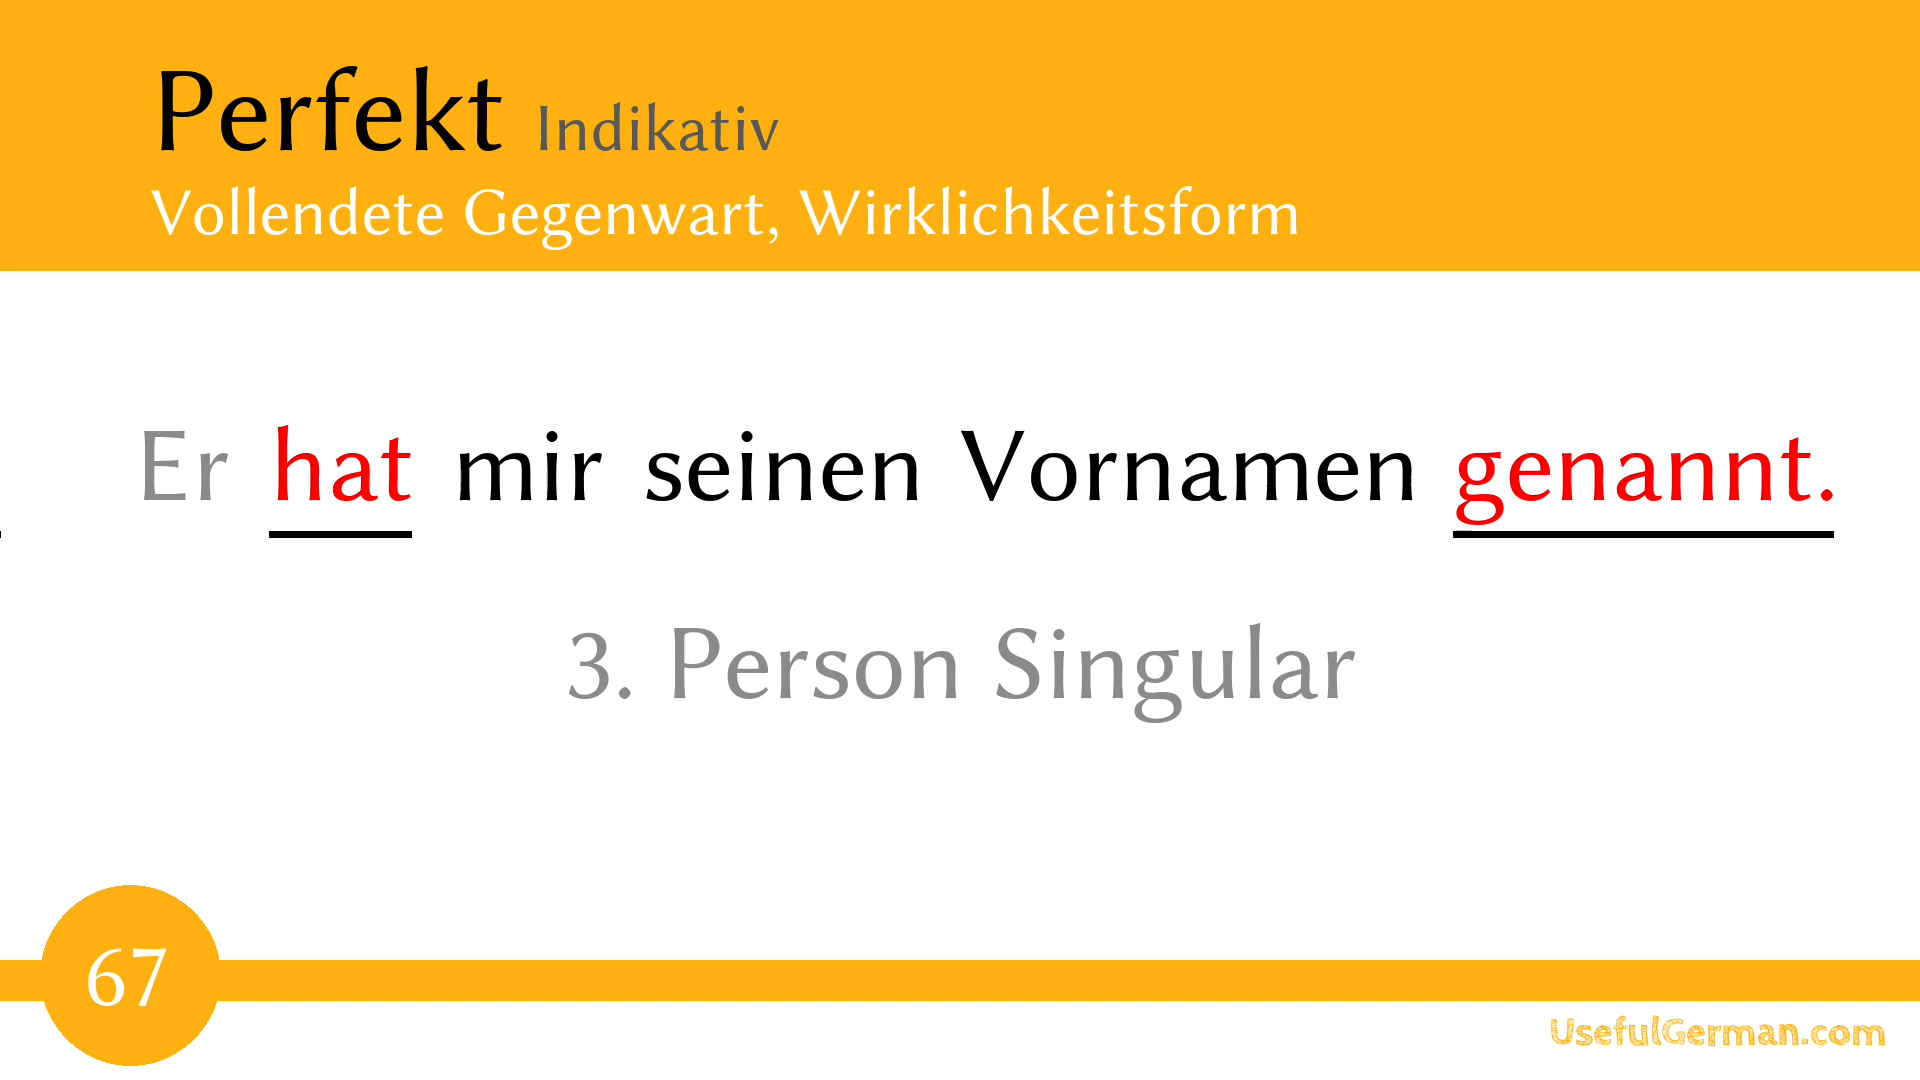 Perfekt Indikativ
Vollendete Gegenwart, Wirklichkeitsform
Er hat mir seinen Vornamen genannt.
3. Person Singular
67
UsefulGerman.com